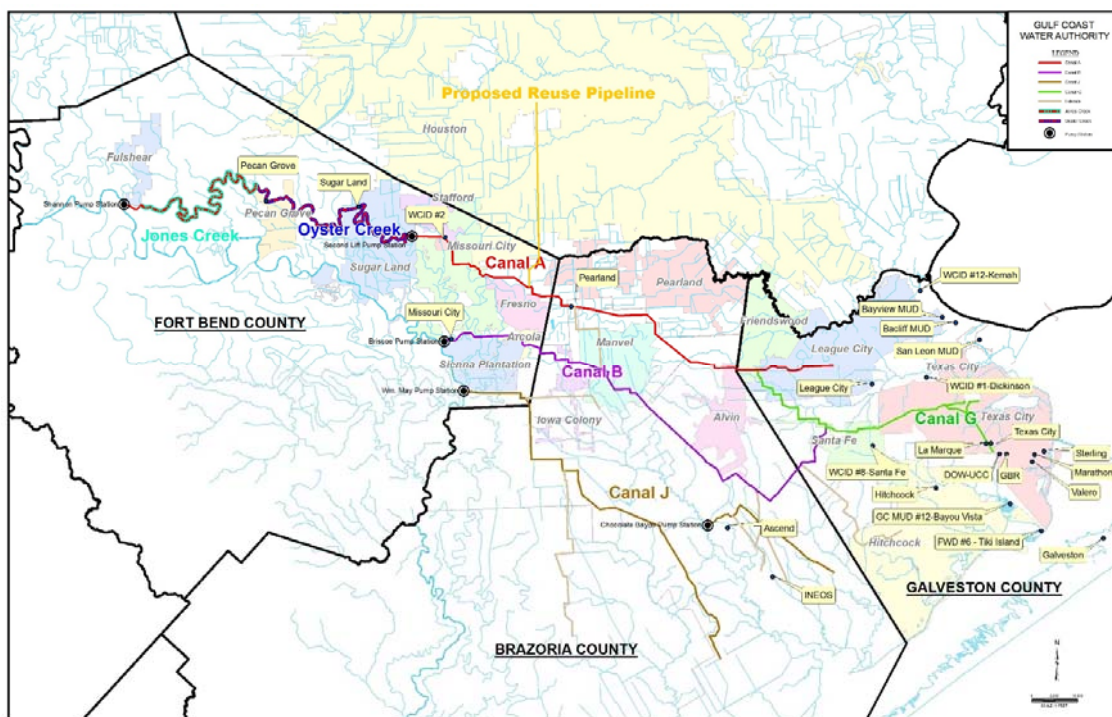 GULF COAST
WATER AUTHORITY
LEGEND
Canal A
Canal B
Pump Station
Proposed Reuse Pipeline
Houston
Fulshear
Pecan Grove
Sugar Land
Stafford
WCID #2
Shannon Pump Station
Pecan Grove
Jones Creek
Oyster Creek
Second Lift Pump Station
Missouri City
Sugar Land
Canal A
Pearland
Pearland
WCID #12-Kemah
Fresno
Bayview MUD
Bacliff MUD
FORT BEND COUNTY
Missouri City
Friendswood
League City
Briscoe Pump Station
Arcola
Manvel
San Leon MUD
Sienna Plantation
Canal B
Texas City
League City
WCID #1-Dickinson
Wm. May Pump Station
Iowa Colony
Alvin
Canal G
Texas City
Santa Fe
Texas City
La Marque
Sterling
WCID #8-Santa Fe
DOW-UCC
GBR
Marathon
Valero
Canal J
Hitchcock
GC MUD #12-Bayou Vista
Chocolate Bayou Pump Station
Ascend
Hitchcock
FWD #6 - Tiki Island
Galveston
INEOS
GALVESTON COUNTY
BRAZORIA COUNTY